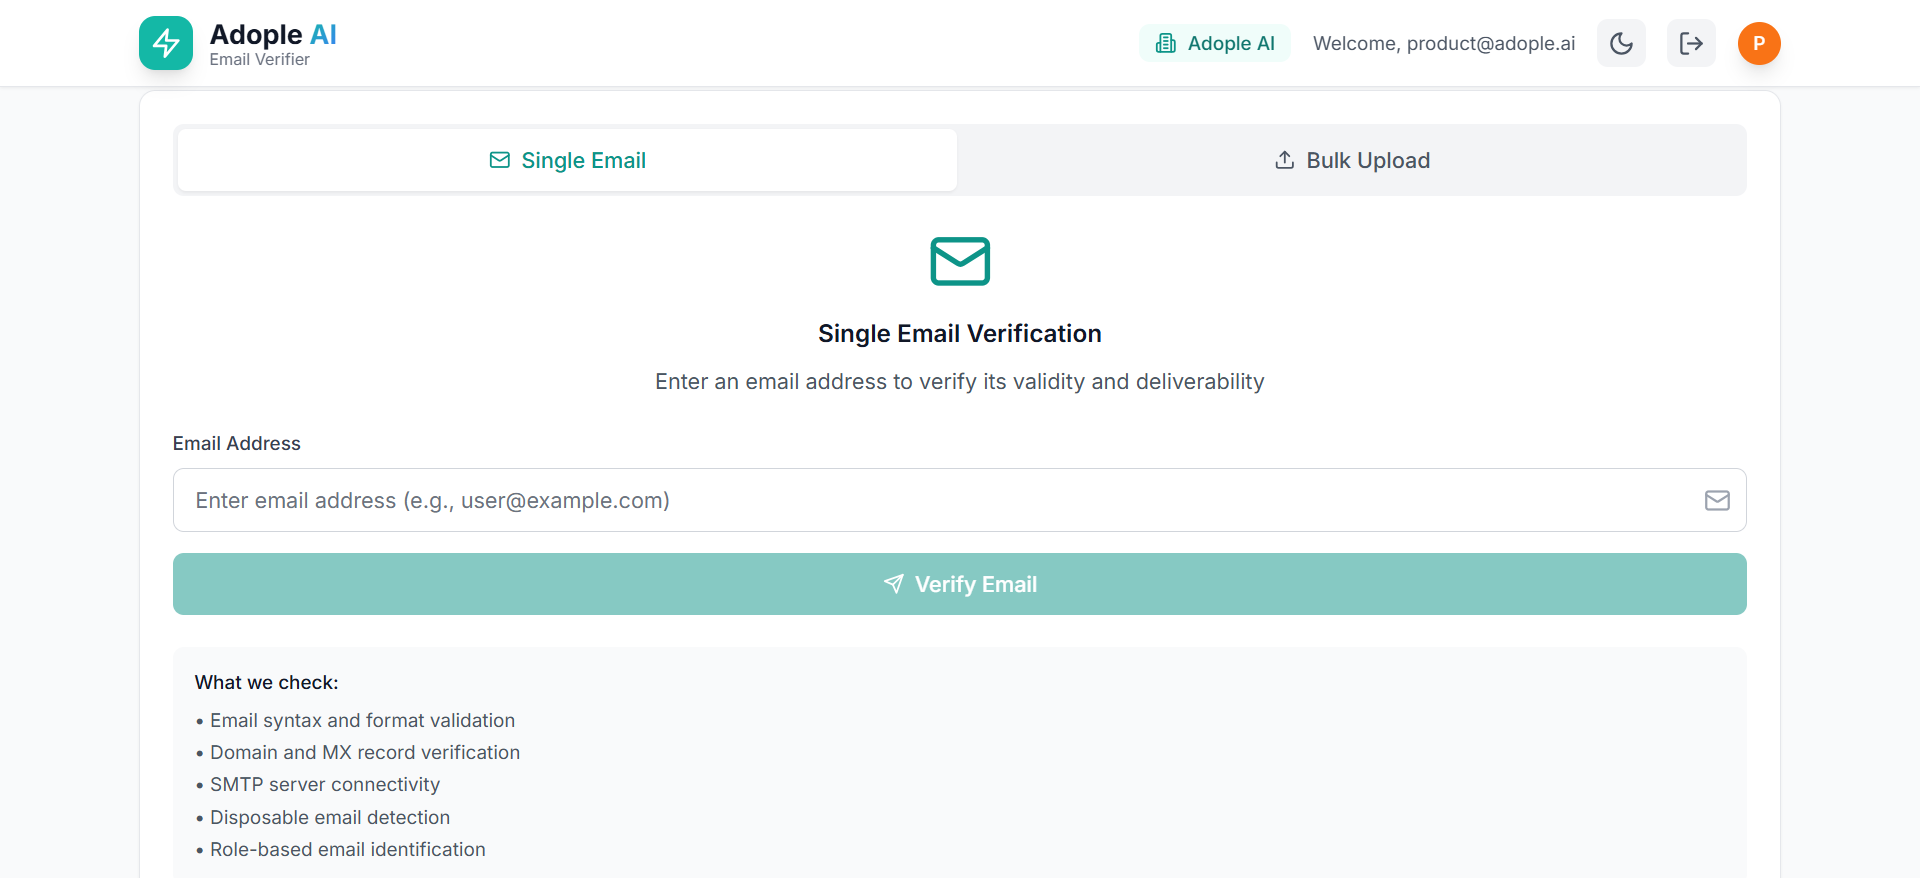 Adople AI
Email Verifier
Adople AI
Welcome, product@adople.ai
P
Single Email
Bulk Upload
Single Email Verification
Enter an email address to verify its validity and deliverability
Email Address
Enter email address (e.g., user@example.com)
Verify Email
What we check:
• Email syntax and format validation
• Domain and MX record verification
• SMTP server connectivity
• Disposable email detection
• Role-based email identification